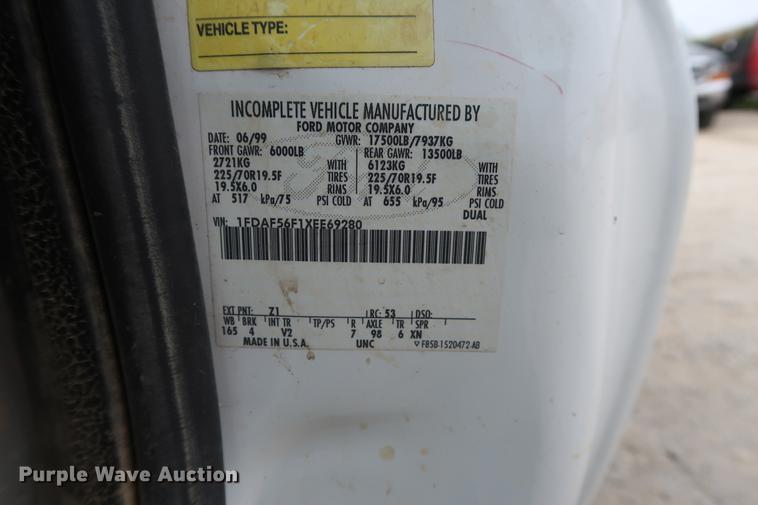 VEHICLE TYPE:
INCOMPLETE VEHICLE MANUFACTURED BY
FORD MOTOR COMPANY
DATE: 06/99 GVWR: 17500LB/7937KG
FRONT GAWR: 6000LB REAR GAWR: 13500LB
2721KG WITH 6123KG WITH
225/70R19.5F TIRES 225/70R19.5F TIRES
19.5X6.0 RINS 19.5X6.0 RINS
AT 517 kPa/75 PSI COLD AT 655 kPa/95 PSI COLD
DUAL
VIN: 1FDAF56F1XEE69280
EXT PNT: Z1 RC: 53 DSO:
WB BRK INT TR TP/PS R AXLE TR SPR
165 4 V2 7 98 6 XN
MADE IN U.S.A. UNC F85B-1520472-AB
Purple Wave Auction